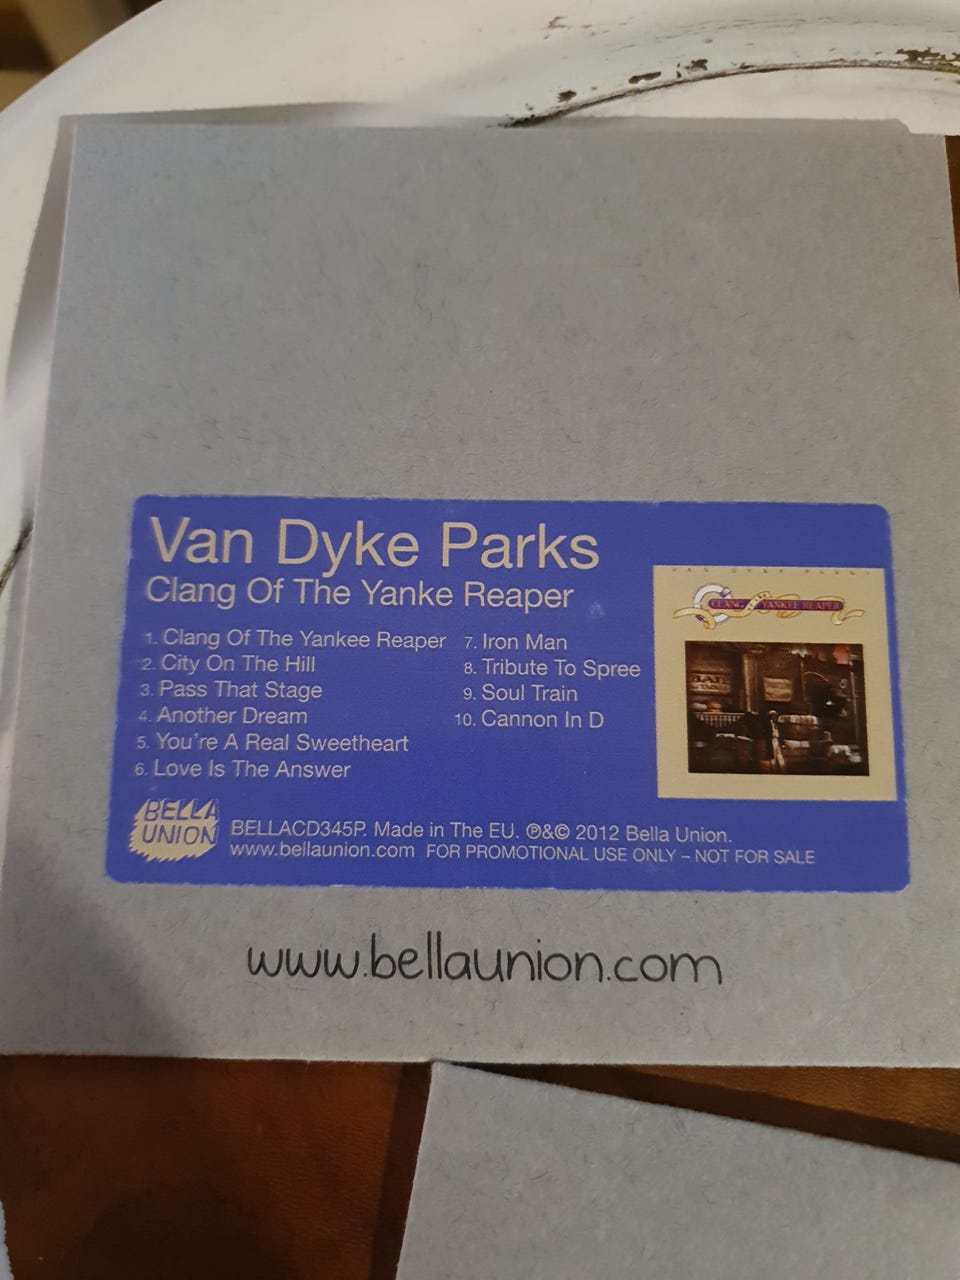 Van Dyke Parks
Clang Of The Yanke Reaper
1. Clang Of The Yankee Reaper
2. City On The Hill
3. Pass That Stage
4. Another Dream
5. You're A Real Sweetheart
6. Love Is The Answer
7. Iron Man
8. Tribute To Spree
9. Soul Train
10. Cannon In D
VAN DYKE PARKS
CLANG OF THE YANKEE REAPER
BELLA
UNION
BELLACD345P. Made in The EU. ℗&© 2012 Bella Union.
www.bellaunion.com FOR PROMOTIONAL USE ONLY – NOT FOR SALE
www.bellaunion.com